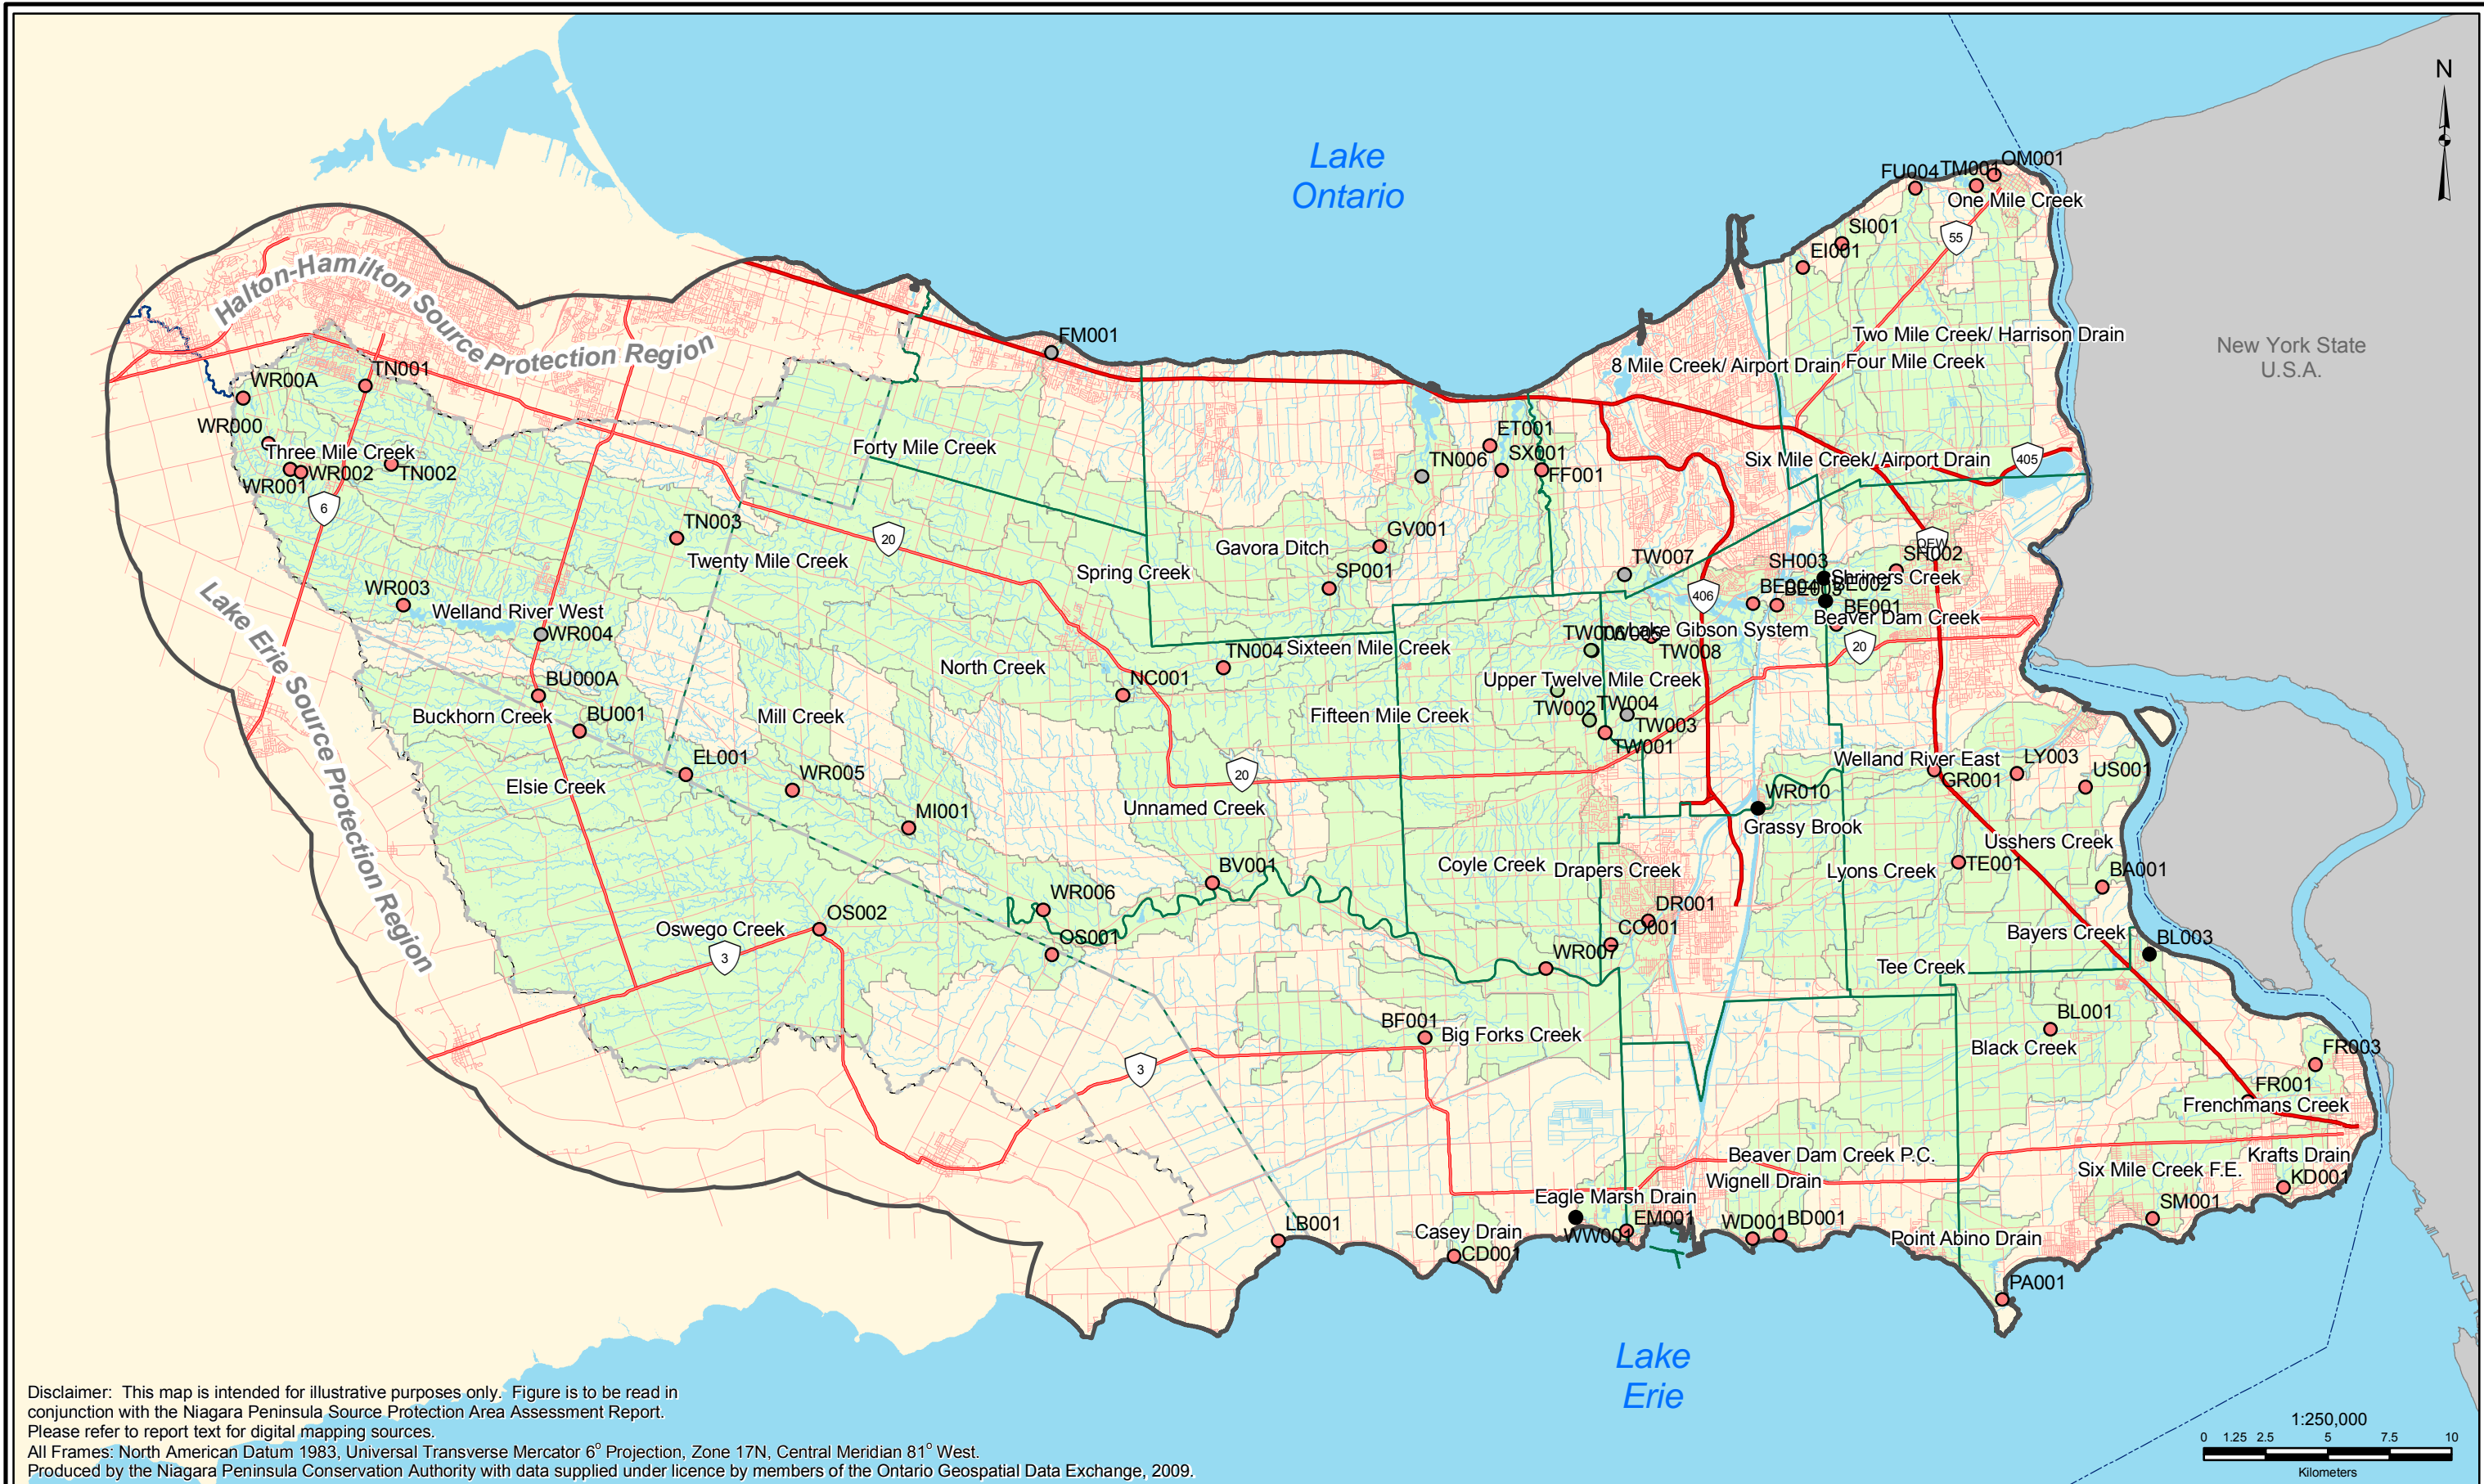 N
Lake
Ontario
OM001
TM001
FU004
One Mile Creek
SI001
55
EI001
Halton-Hamilton Source Protection Region
FM001
Two Mile Creek/ Harrison Drain
New York State
U.S.A.
8 Mile Creek/ Airport Drain
Four Mile Creek
TN001
WR00A
WR000
Three Mile Creek
WR002
WR001
TN002
6
Forty Mile Creek
ET001
SX001
TN006
FF001
Six Mile Creek/ Airport Drain
405
TN003
20
Twenty Mile Creek
GV001
Gavora Ditch
Spring Creek
SP001
TW007
QEW
SH003
SH002
Shriners Creek
BE004
BE003
BE002
BE001
Beaver Dam Creek
406
20
WR003
Welland River West
WR004
Lake Erie Source Protection Region
TW006
TW005
Lake Gibson System
TW008
Sixteen Mile Creek
TN004
North Creek
NC001
Upper Twelve Mile Creek
BU000A
Buckhorn Creek
BU001
Mill Creek
Fifteen Mile Creek
TW002
TW004
TW003
TW001
EL001
WR005
Elsie Creek
20
Unnamed Creek
MI001
Welland River East
LY003
US001
GR001
WR010
Grassy Brook
Usshers Creek
Coyle Creek
Drapers Creek
Lyons Creek
TE001
BA001
BV001
WR006
OS002
Oswego Creek
3
OS001
DR001
CO001
WR007
Bayers Creek
BL003
Tee Creek
BF001
Big Forks Creek
BL001
Black Creek
FR003
3
FR001
Frenchmans Creek
Beaver Dam Creek P.C.
Krafts Drain
Six Mile Creek F.E.
KD001
Wignell Drain
Eagle Marsh Drain
SM001
LB001
Casey Drain
CD001
WW001
EM001
WD001
BD001
Point Abino Drain
PA001
Lake
Erie
Disclaimer: This map is intended for illustrative purposes only. Figure is to be read in
conjunction with the Niagara Peninsula Source Protection Area Assessment Report.
Please refer to report text for digital mapping sources.
All Frames: North American Datum 1983, Universal Transverse Mercator 6° Projection, Zone 17N, Central Meridian 81° West.
Produced by the Niagara Peninsula Conservation Authority with data supplied under licence by members of the Ontario Geospatial Data Exchange, 2009.
1:250,000
0 1.25 2.5 5 7.5 10
Kilometers